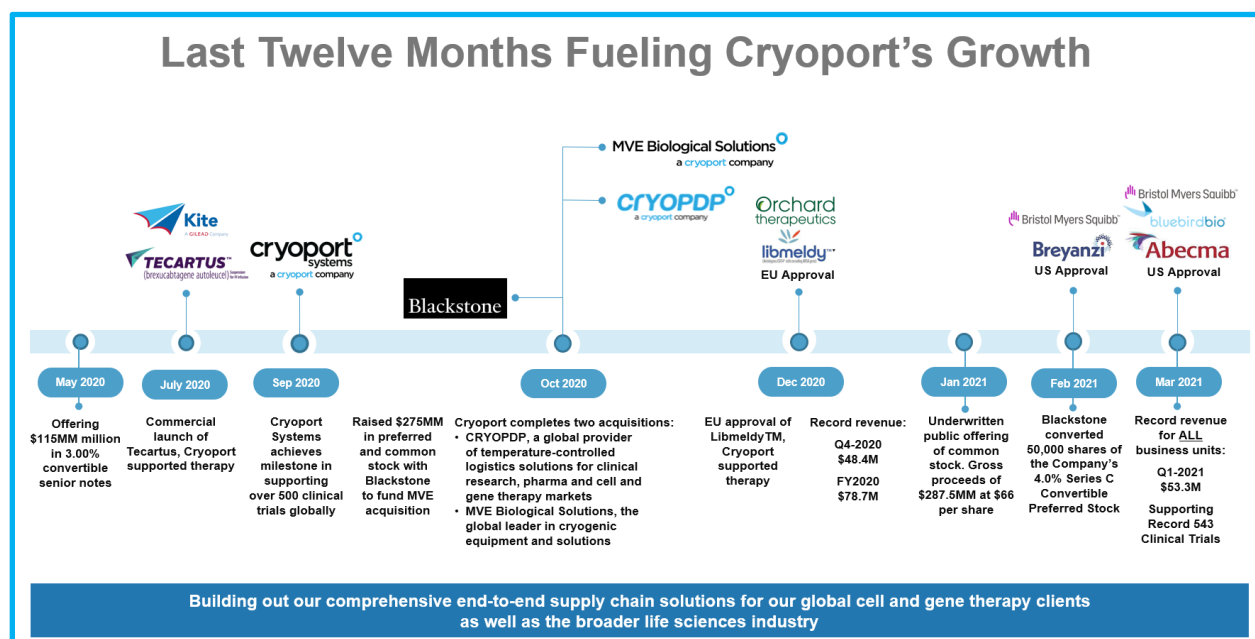 Last Twelve Months Fueling Cryoport's Growth
MVE Biological Solutions
a cryoport company
CRYOPDP
a cryoport company
Kite
A GILEAD Company
TECARTUS™
(brexucabtagene autoleucel)
cryoport
systems
a cryoport company
Blackstone
Orchard
therapeutics
libmeldy™
EU Approval
Bristol Myers Squibb™
Breyanzi
US Approval
Bristol Myers Squibb™
bluebirdbio
Abecma
US Approval
May 2020
Offering
$115MM million
in 3.00%
convertible
senior notes
July 2020
Commercial
launch of
Tecartus, Cryoport
supported therapy
Sep 2020
Cryoport
Systems
achieves
milestone in
supporting
over 500 clinical
trials globally
Raised $275MM
in preferred
and common
stock with
Blackstone
to fund MVE
acquisition
Oct 2020
Cryoport completes two acquisitions:
• CRYOPDP, a global provider
of temperature-controlled
logistics solutions for clinical
research, pharma and cell and
gene therapy markets
• MVE Biological Solutions, the
global leader in cryogenic
equipment and solutions
Dec 2020
EU approval of
LibmeldyTM,
Cryoport
supported
therapy
Record revenue:
Q4-2020
$48.4M
FY2020
$78.7M
Jan 2021
Underwritten
public offering
of common
stock. Gross
proceeds of
$287.5MM at $66
per share
Feb 2021
Blackstone
converted
50,000 shares of
the Company's
4.0% Series C
Convertible
Preferred Stock
Mar 2021
Record revenue
for ALL
business units:
Q1-2021
$53.3M
Supporting
Record 543
Clinical Trials
Building out our comprehensive end-to-end supply chain solutions for our global cell and gene therapy clients
as well as the broader life sciences industry